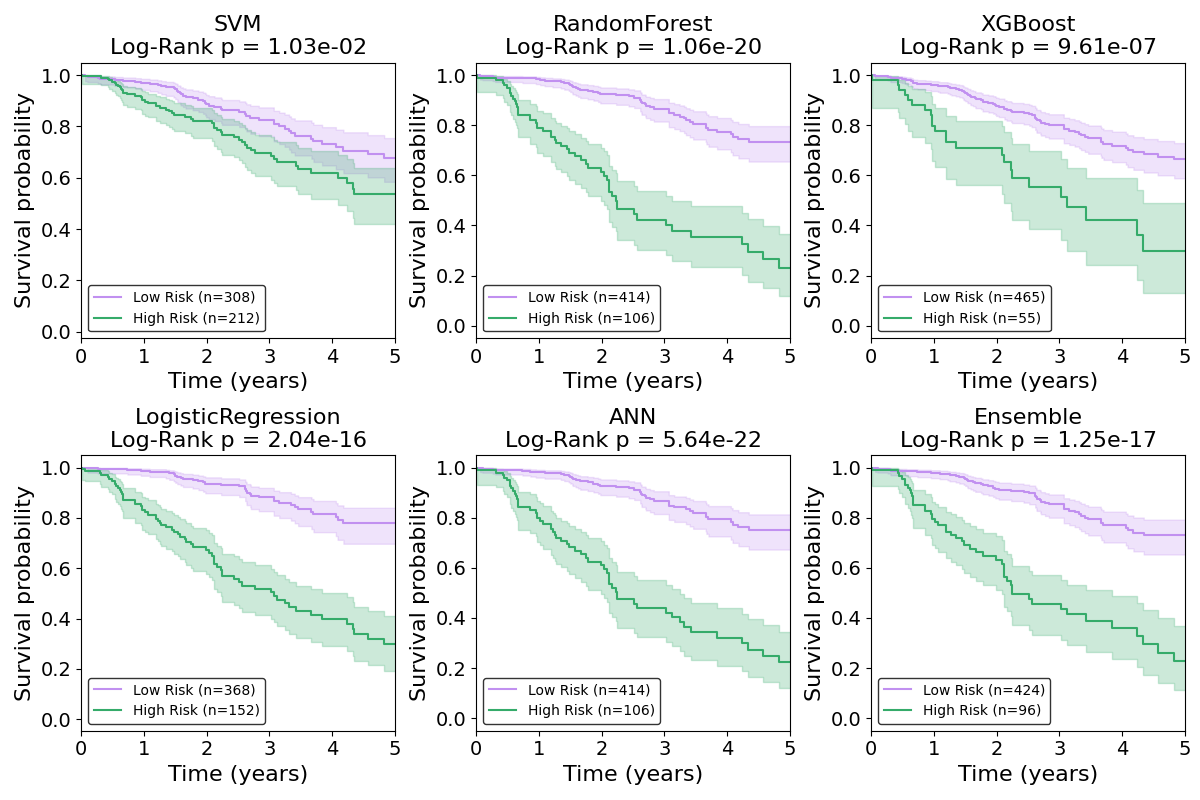 SVM
Log-Rank p = 1.03e-02
Survival probability
1.0
0.8
0.6
0.4
0.2
0.0
Low Risk (n=308)
High Risk (n=212)
0 1 2 3 4 5
Time (years)
RandomForest
Log-Rank p = 1.06e-20
Survival probability
1.0
0.8
0.6
0.4
0.2
0.0
Low Risk (n=414)
High Risk (n=106)
0 1 2 3 4 5
Time (years)
XGBoost
Log-Rank p = 9.61e-07
Survival probability
1.0
0.8
0.6
0.4
0.2
0.0
Low Risk (n=465)
High Risk (n=55)
0 1 2 3 4 5
Time (years)
LogisticRegression
Log-Rank p = 2.04e-16
Survival probability
1.0
0.8
0.6
0.4
0.2
0.0
Low Risk (n=368)
High Risk (n=152)
0 1 2 3 4 5
Time (years)
ANN
Log-Rank p = 5.64e-22
Survival probability
1.0
0.8
0.6
0.4
0.2
0.0
Low Risk (n=414)
High Risk (n=106)
0 1 2 3 4 5
Time (years)
Ensemble
Log-Rank p = 1.25e-17
Survival probability
1.0
0.8
0.6
0.4
0.2
0.0
Low Risk (n=424)
High Risk (n=96)
0 1 2 3 4 5
Time (years)